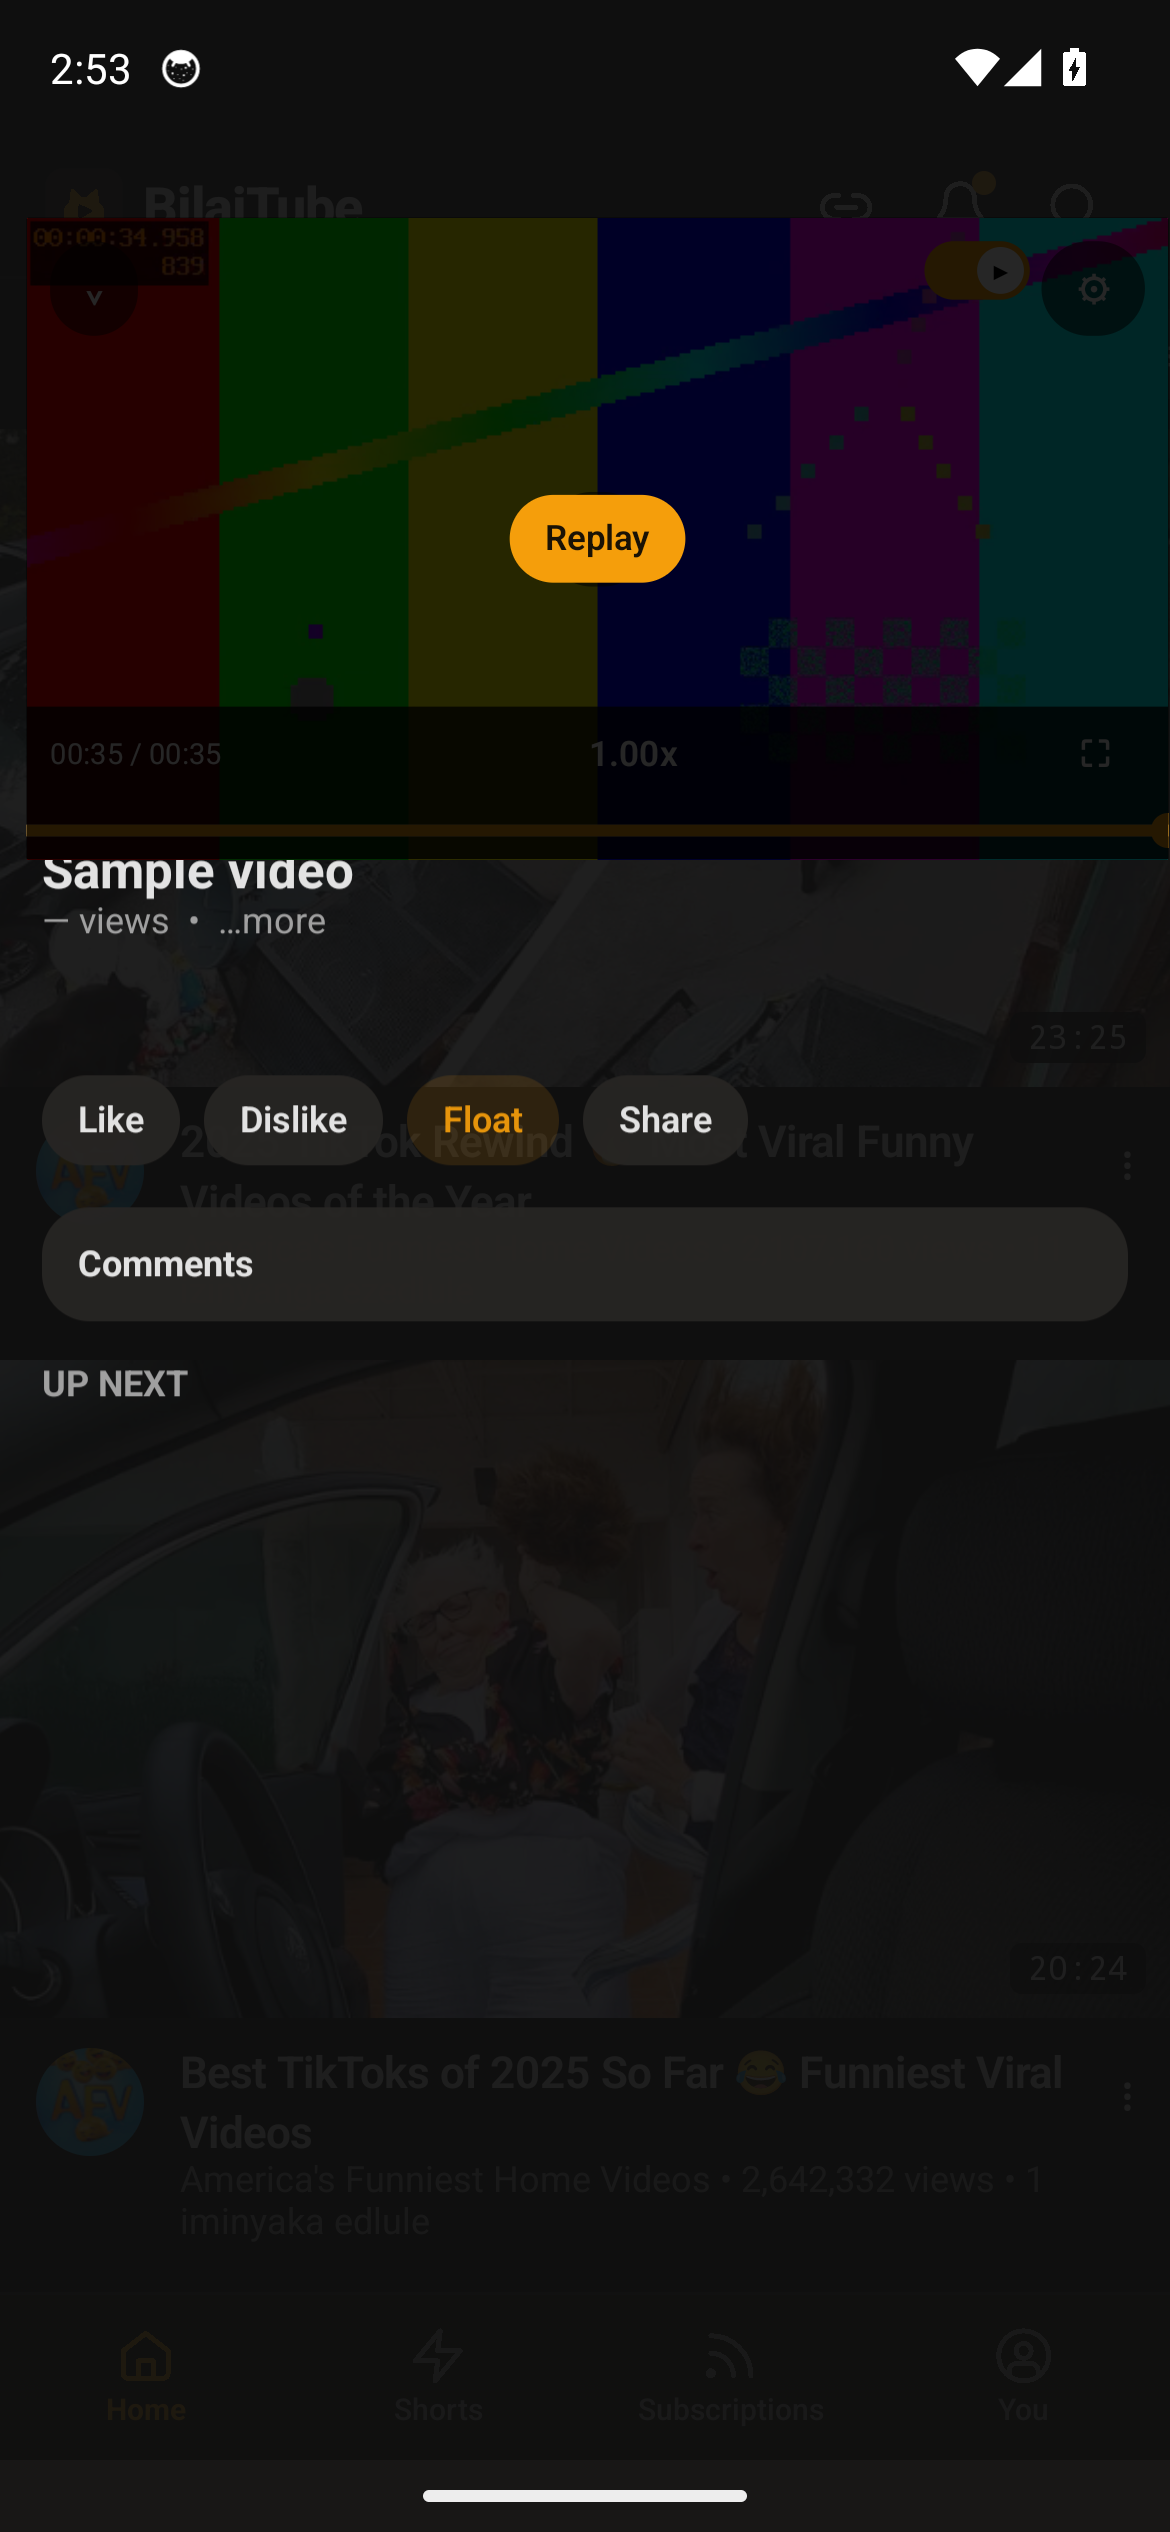 2:53
BilaiTube
00:00:34.958
839
Replay
00:35 / 00:35
1.00x
Sample video
— views • …more
23:25
Like
Dislike
Float
Share
Rewind
Viral Funny
Videos of the Year
Comments
UP NEXT
20:24
AFV
Best TikToks of 2025 So Far 😂 Funniest Viral
Videos
America's Funniest Home Videos • 2,642,332 views • 1
iminyaka edlule
Home
Shorts
Subscriptions
You